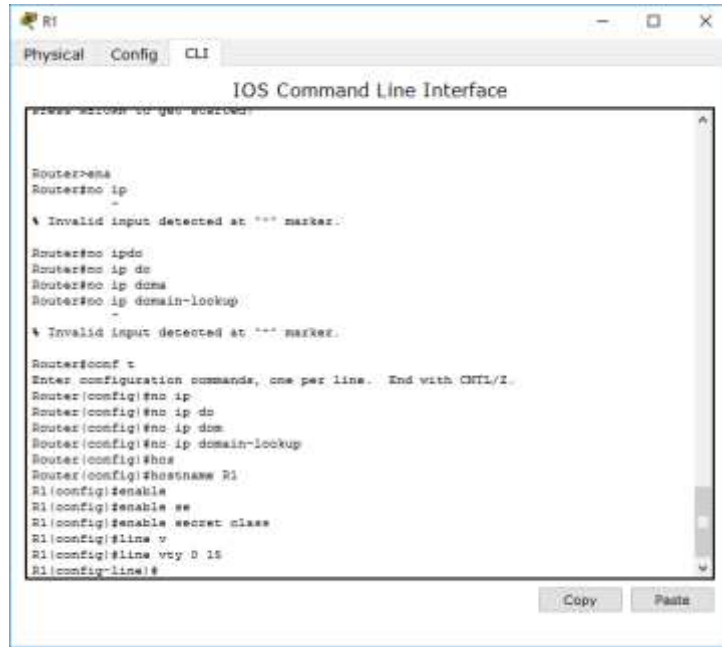 R1
Physical Config CLI
IOS Command Line Interface
Press RETURN to get started!
Router>ena
Router#no ip
^
% Invalid input detected at '^' marker.
Router#no ipdo
Router#no ip do
Router#no ip doma
Router#no ip domain-lookup
^
% Invalid input detected at '^' marker.
Router#conf t
Enter configuration commands, one per line. End with CNTL/Z.
Router(config)#no ip
Router(config)#no ip do
Router(config)#no ip dom
Router(config)#no ip domain-lookup
Router(config)#hos
Router(config)#hostname R1
R1(config)#enable
R1(config)#enable se
R1(config)#enable secret class
R1(config)#line v
R1(config)#line vty 0 15
R1(config-line)#
Copy Paste